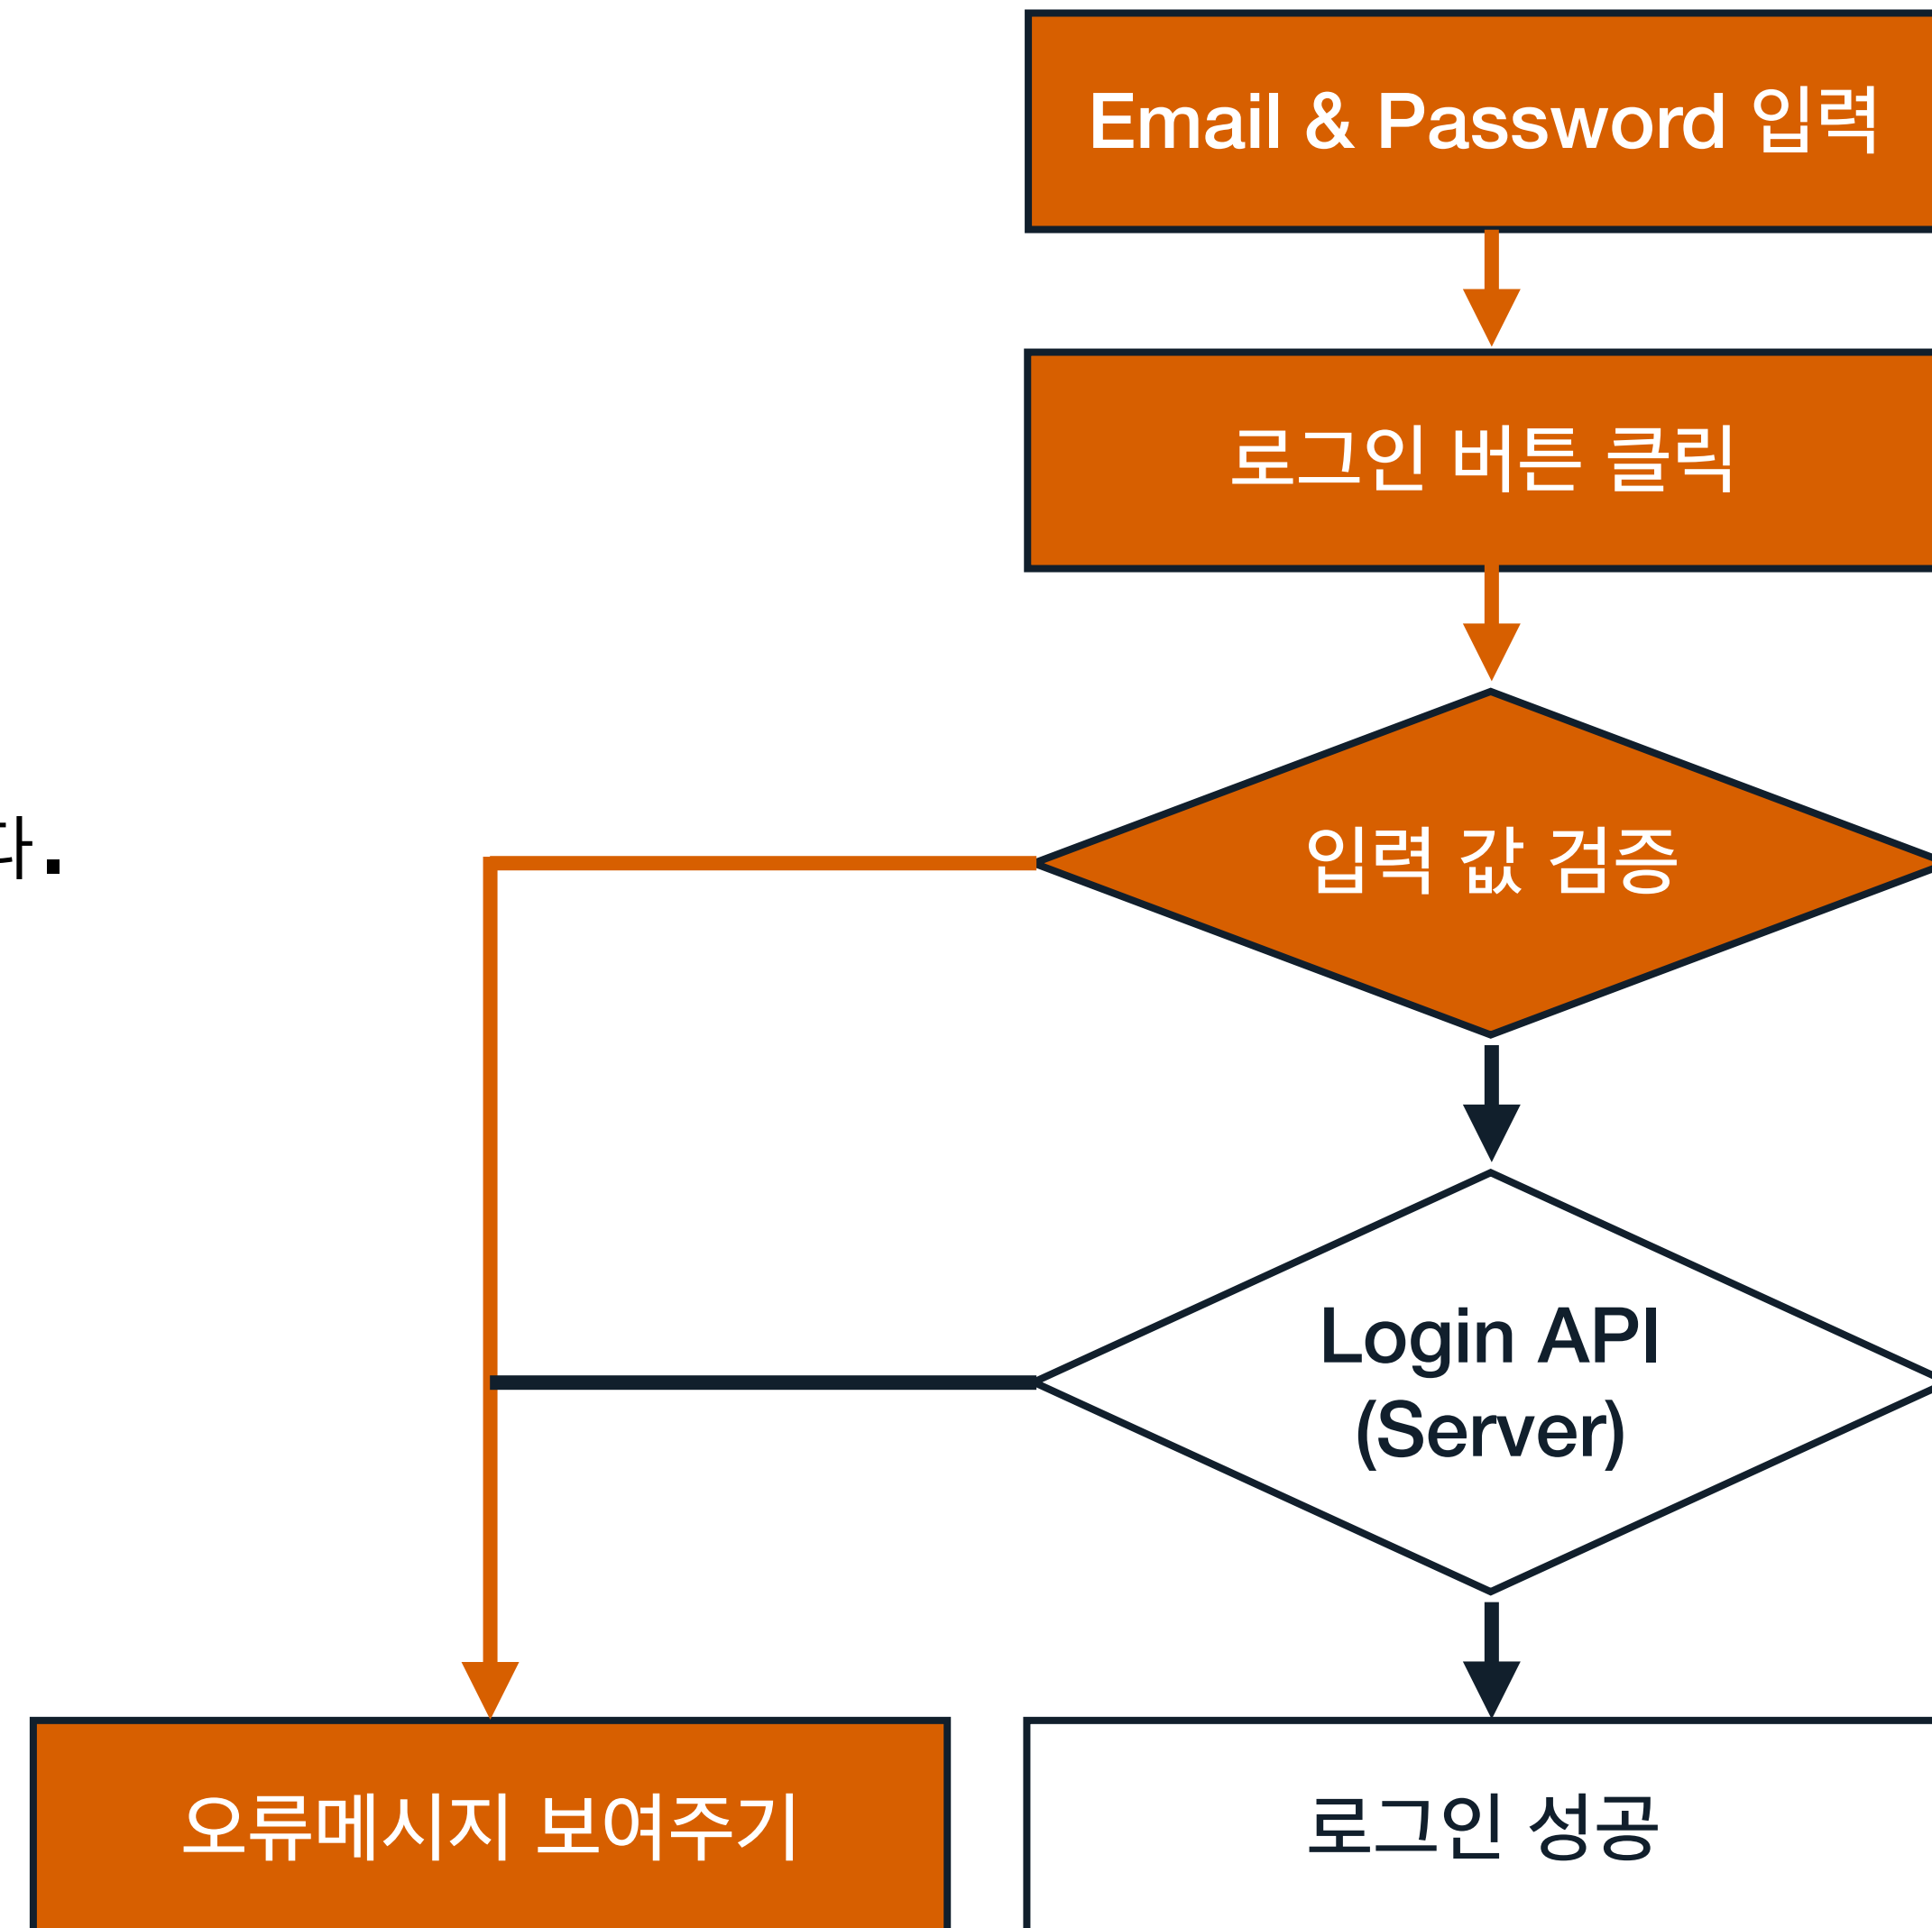 Email & Password 입력
로그인 버튼 클릭
입력 값 검증
Login API
(Server)
오류메시지 보여주기
로그인 성공